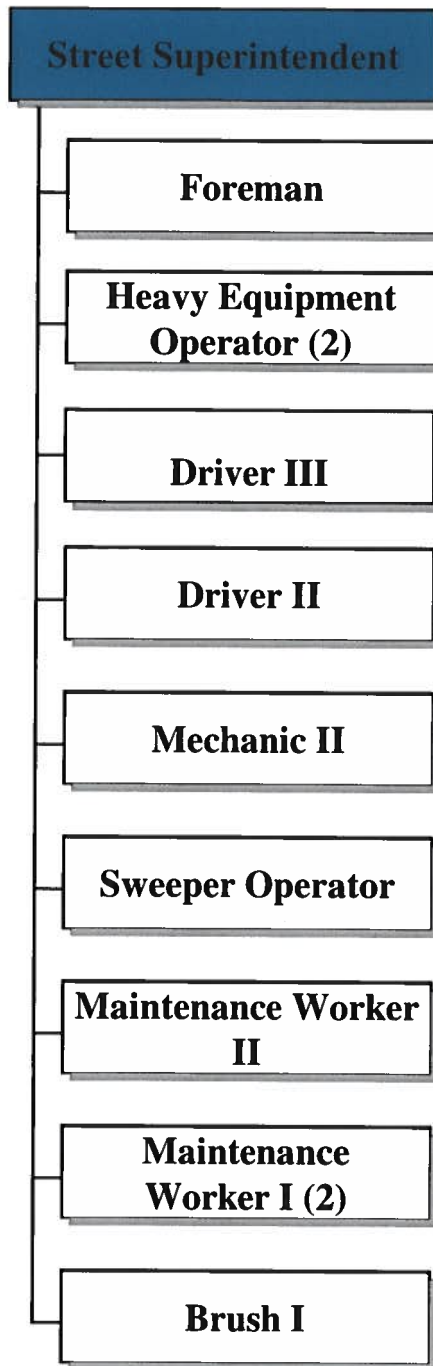 Street Superintendent
Foreman
Heavy Equipment
Operator (2)
Driver III
Driver II
Mechanic II
Sweeper Operator
Maintenance Worker
II
Maintenance
Worker I (2)
Brush I